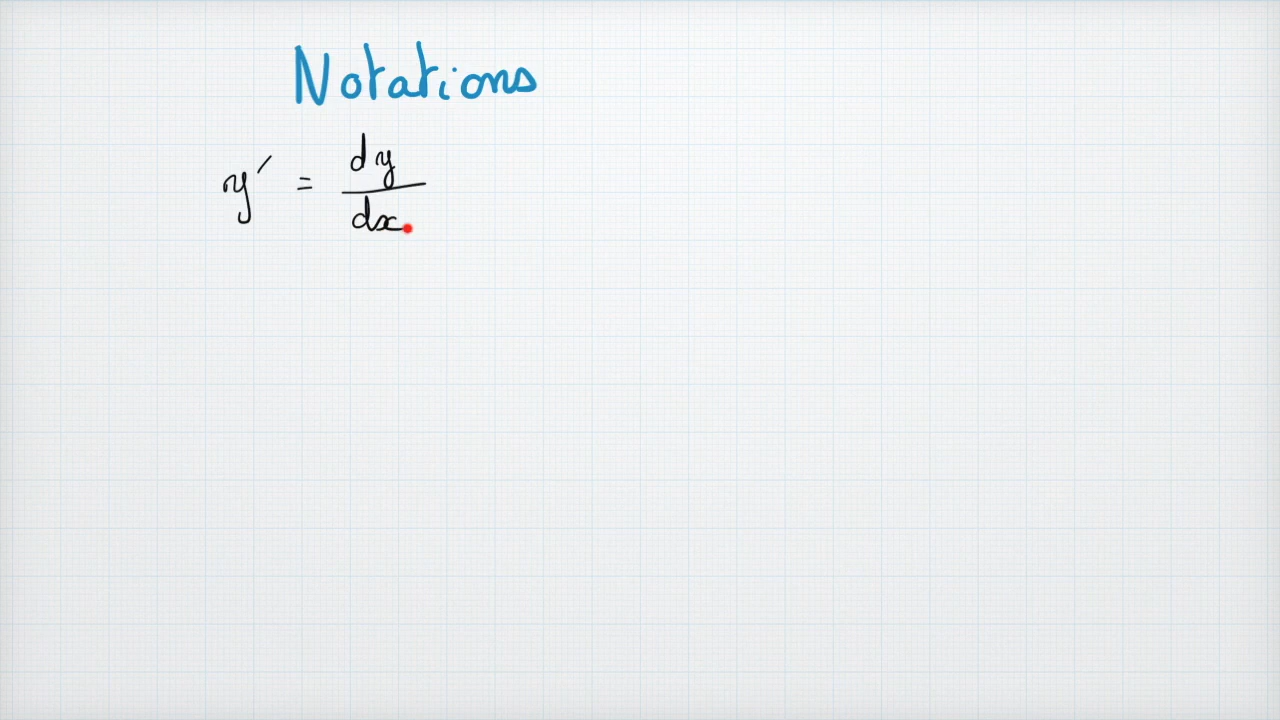 Notations
y' = dy/dx